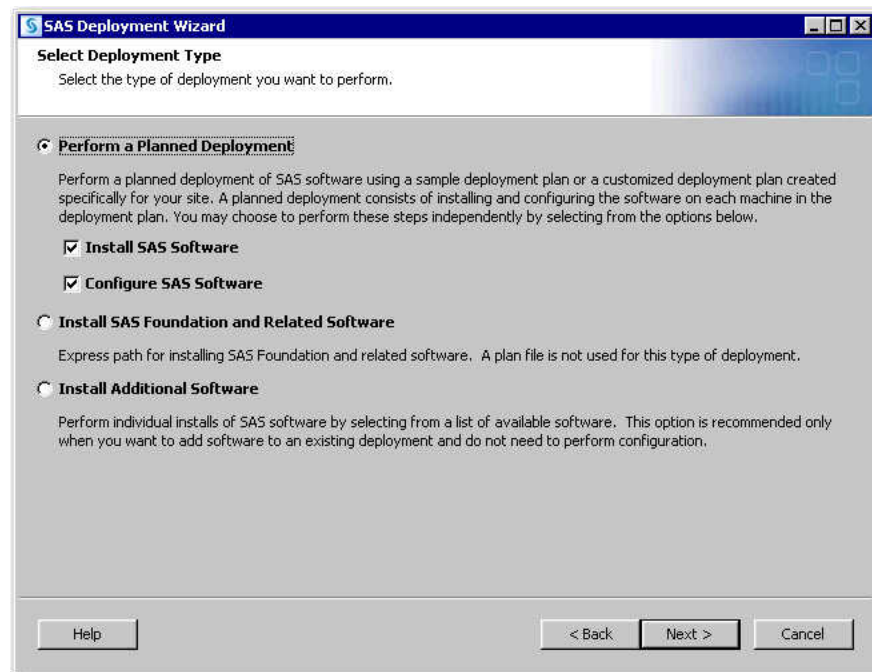 SAS Deployment Wizard
Select Deployment Type
Select the type of deployment you want to perform.
Perform a Planned Deployment
Perform a planned deployment of SAS software using a sample deployment plan or a customized deployment plan created
specifically for your site. A planned deployment consists of installing and configuring the software on each machine in the
deployment plan. You may choose to perform these steps independently by selecting from the options below.
Install SAS Software
Configure SAS Software
Install SAS Foundation and Related Software
Express path for installing SAS Foundation and related software. A plan file is not used for this type of deployment.
Install Additional Software
Perform individual installs of SAS software by selecting from a list of available software. This option is recommended only
when you want to add software to an existing deployment and do not need to perform configuration.
Help
< Back
Next >
Cancel